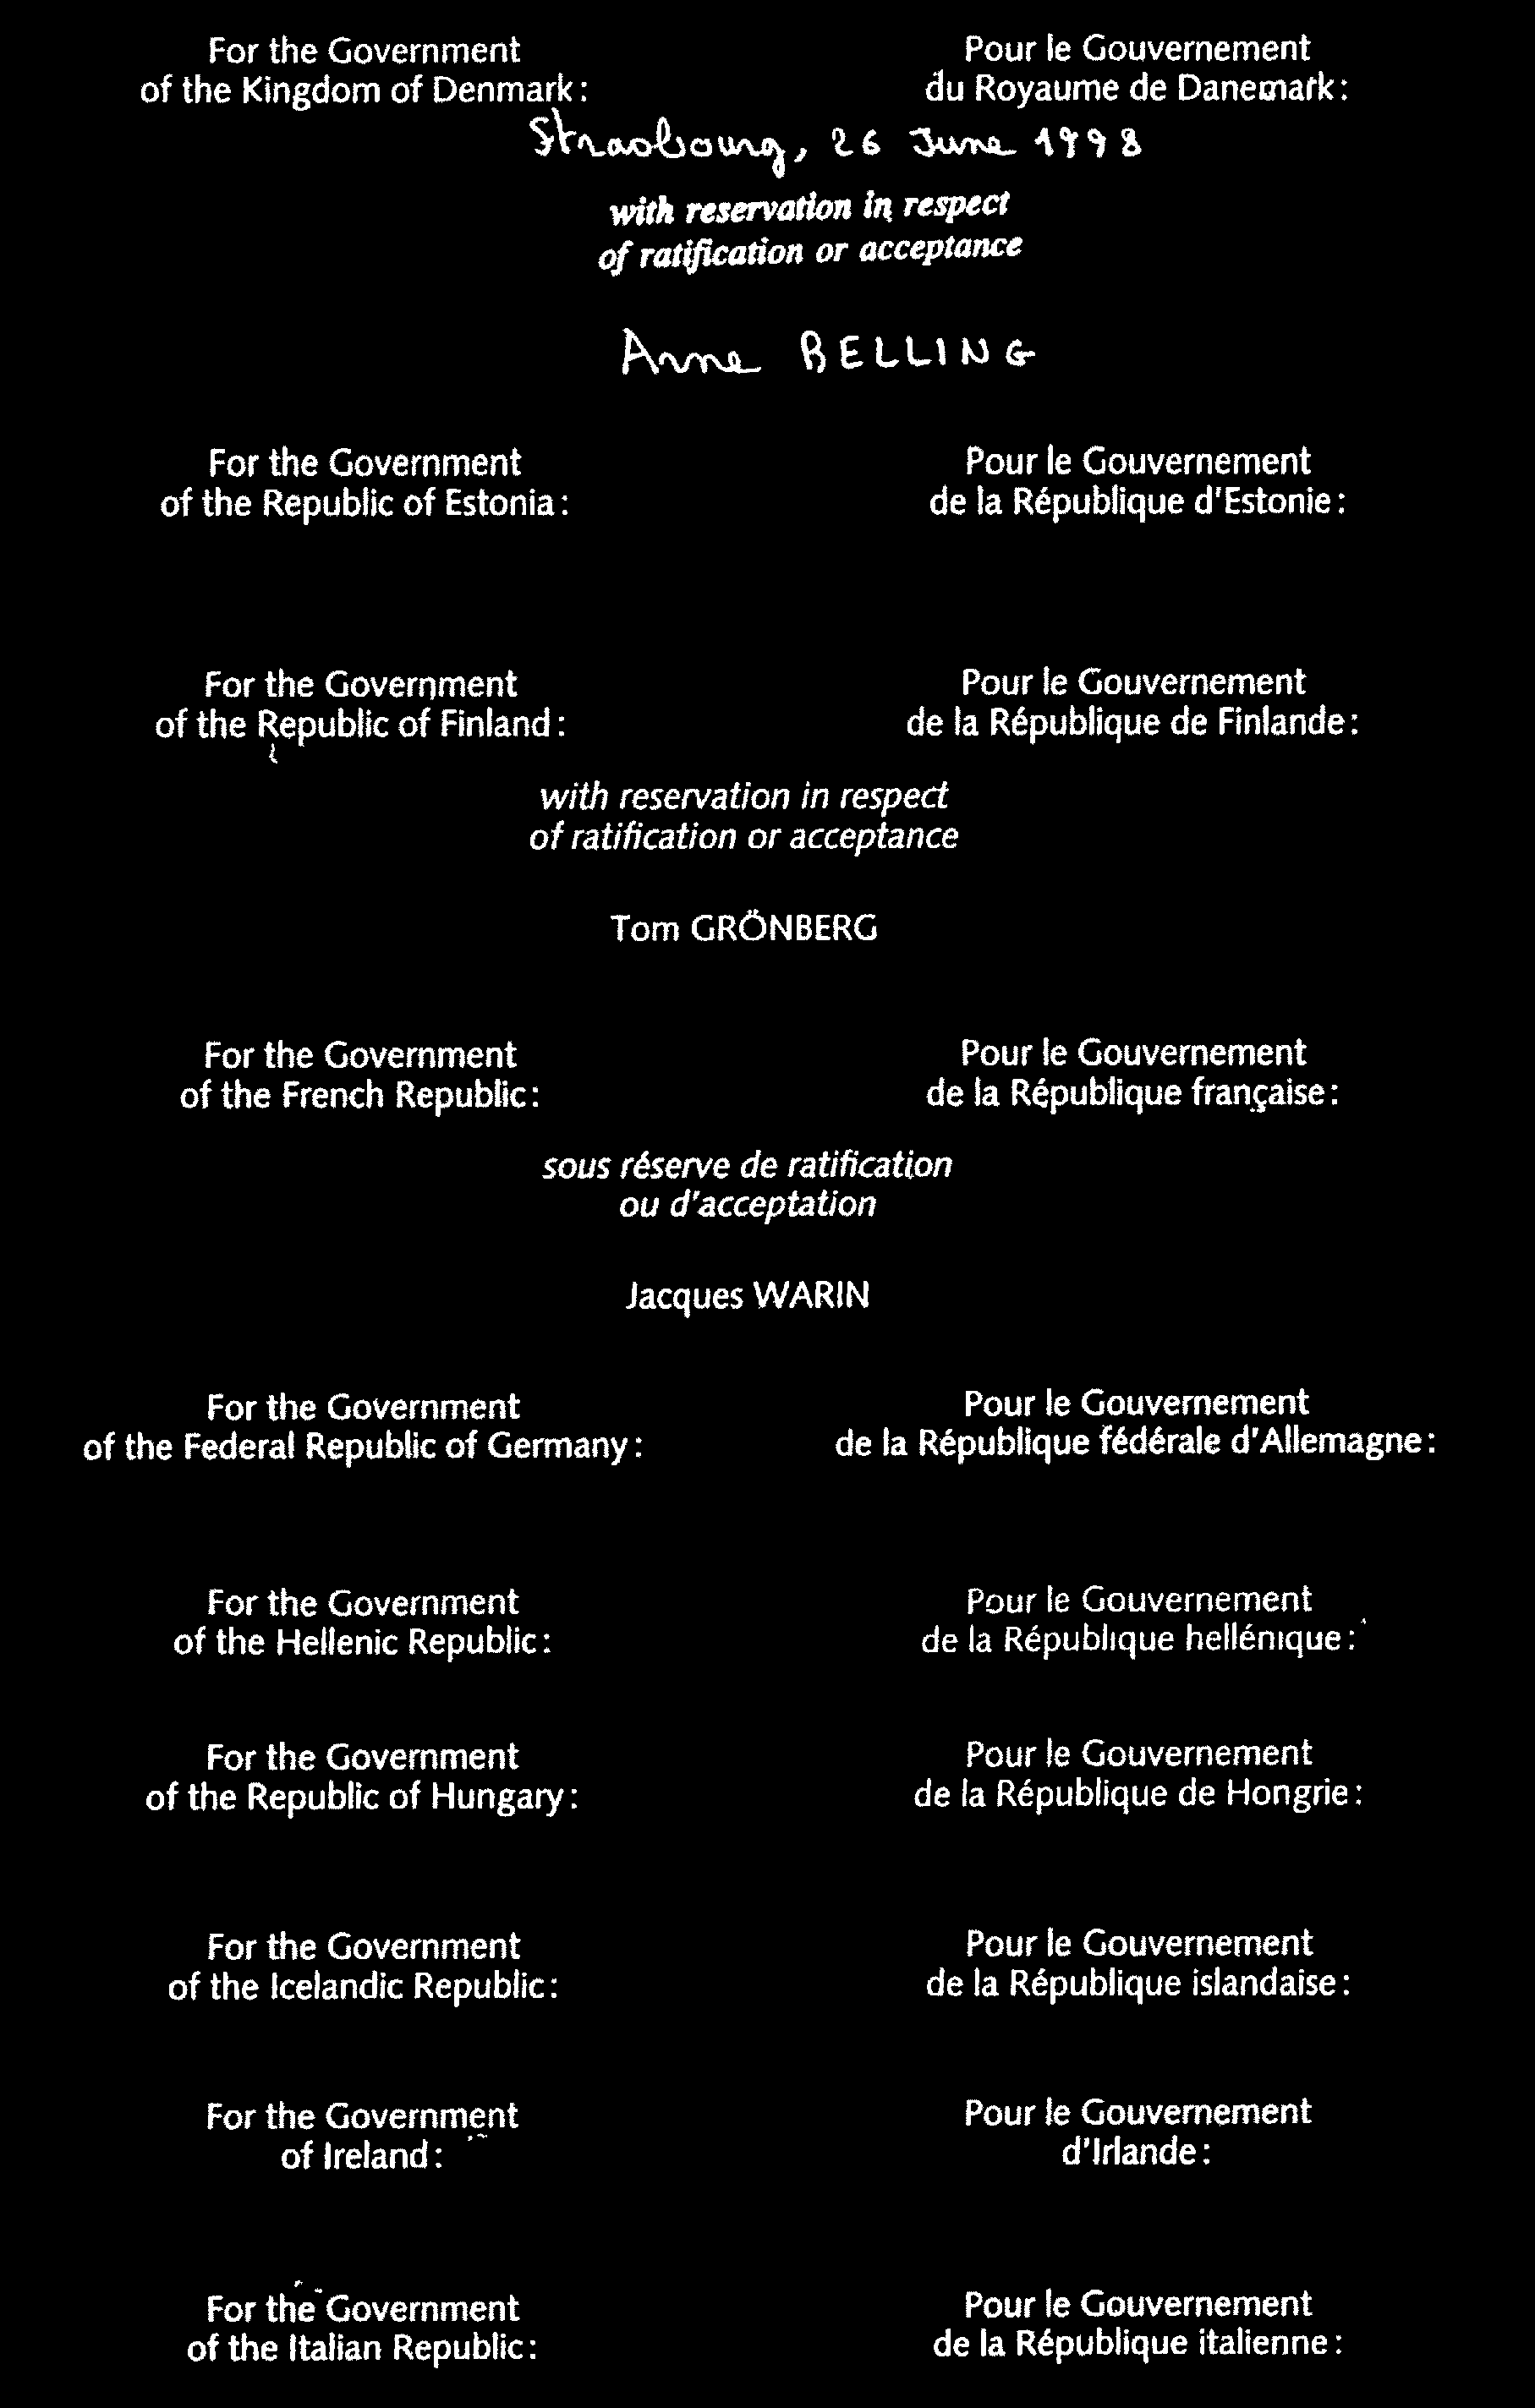 For the Government
of the Kingdom of Denmark:
Pour le Gouvernement
du Royaume de Danemark:
Strasbourg, 26 June 1998
with reservation in respect
of ratification or acceptance
Anne BELLING
For the Government
of the Republic of Estonia:
Pour le Gouvernement
de la République d'Estonie:
For the Government
of the Republic of Finland:
Pour le Gouvernement
de la République de Finlande:
with reservation in respect
of ratification or acceptance
Tom GRÖNBERG
For the Government
of the French Republic:
Pour le Gouvernement
de la République française:
sous réserve de ratification
ou d'acceptation
Jacques WARIN
For the Government
of the Federal Republic of Germany:
Pour le Gouvernement
de la République fédérale d'Allemagne:
For the Government
of the Hellenic Republic:
Pour le Gouvernement
de la République hellénique:
For the Government
of the Republic of Hungary:
Pour le Gouvernement
de la République de Hongrie:
For the Government
of the Icelandic Republic:
Pour le Gouvernement
de la République islandaise:
For the Government
of Ireland:
Pour le Gouvernement
d'Irlande:
For the Government
of the Italian Republic:
Pour le Gouvernement
de la République italienne: